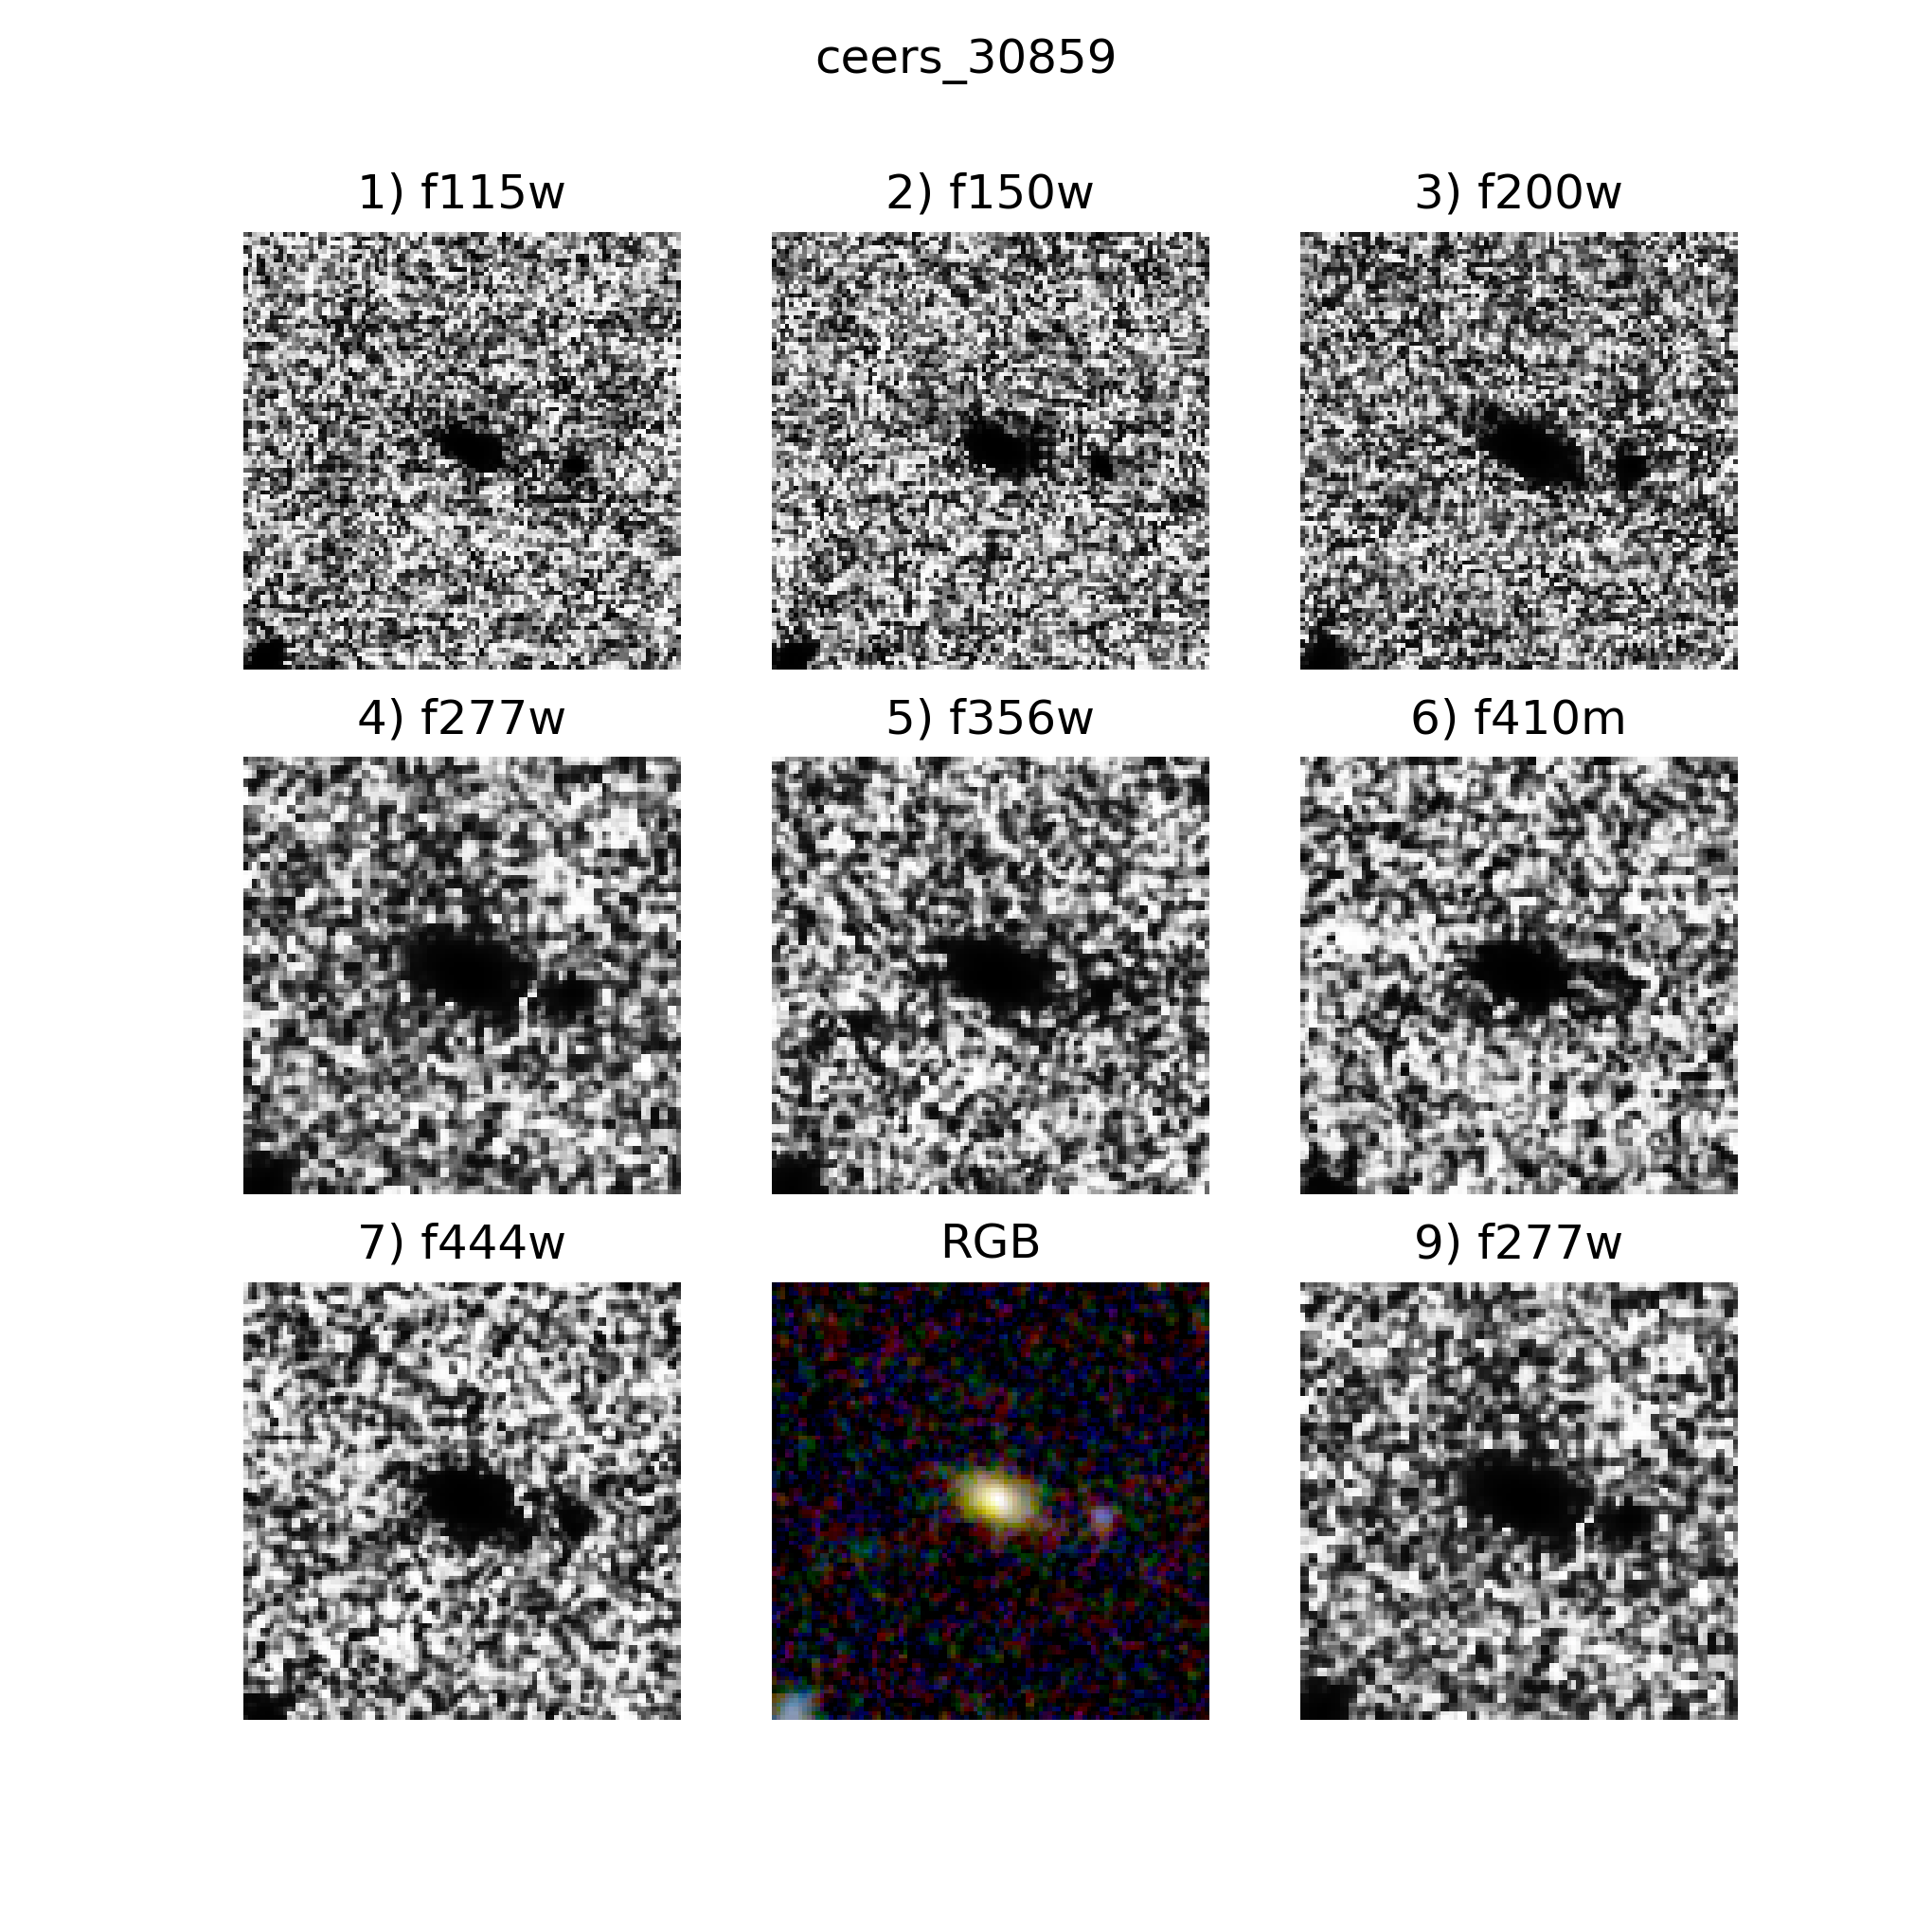 ceers_30859
1) f115w
2) f150w
3) f200w
4) f277w
5) f356w
6) f410m
7) f444w
RGB
9) f277w